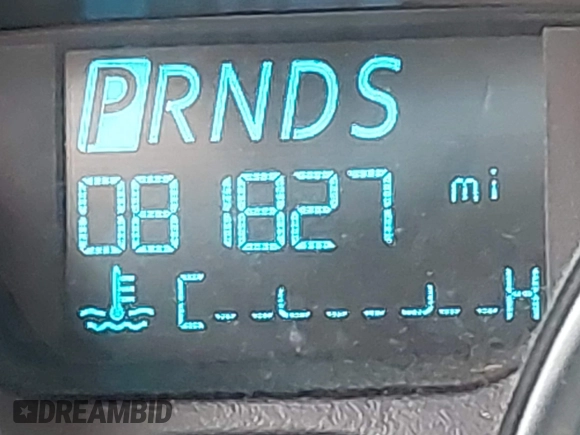 PRNDS
081827 mi
C H
DREAMBID